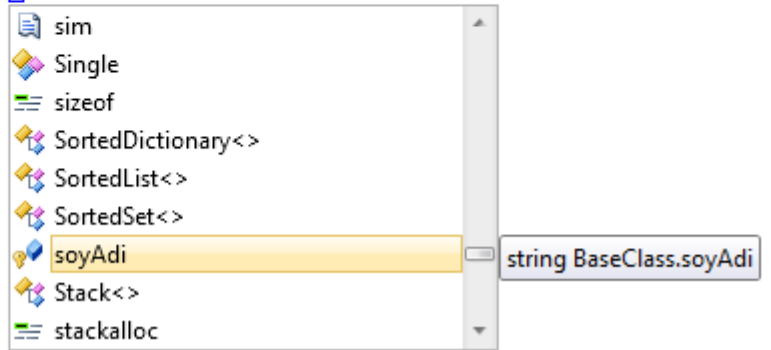 sim
Single
sizeof
SortedDictionary<>
SortedList<>
SortedSet<>
soyAdi string BaseClass.soyAdi
Stack<>
stackalloc